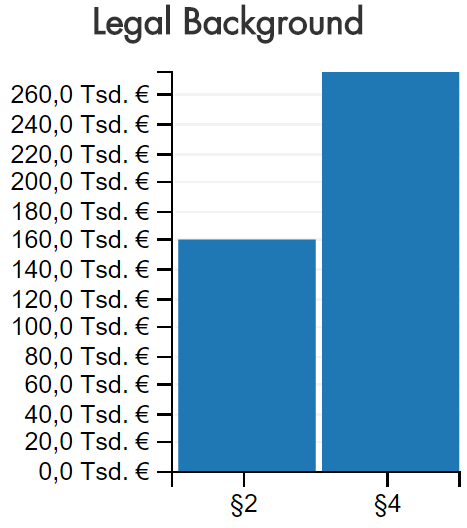 Legal Background
260,0 Tsd. €
240,0 Tsd. €
220,0 Tsd. €
200,0 Tsd. €
180,0 Tsd. €
160,0 Tsd. €
140,0 Tsd. €
120,0 Tsd. €
100,0 Tsd. €
80,0 Tsd. €
60,0 Tsd. €
40,0 Tsd. €
20,0 Tsd. €
0,0 Tsd. €
§2 §4